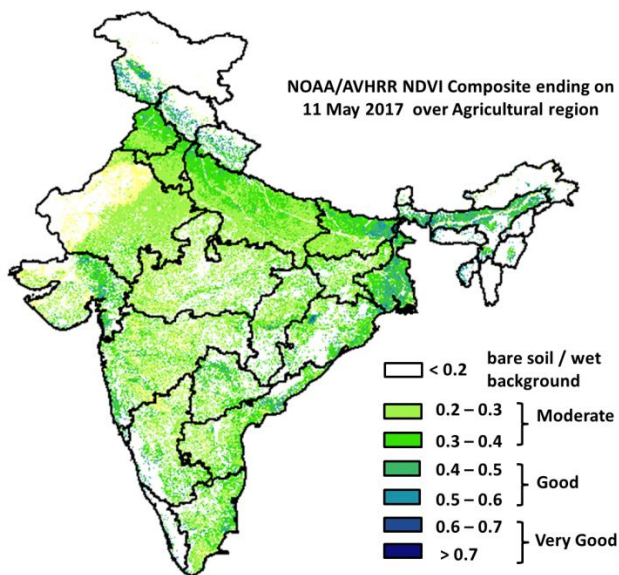 NOAA/AVHRR NDVI Composite ending on
11 May 2017 over Agricultural region
< 0.2 bare soil / wet
background
0.2 – 0.3
Moderate
0.3 – 0.4
0.4 – 0.5
Good
0.5 – 0.6
0.6 – 0.7
Very Good
> 0.7